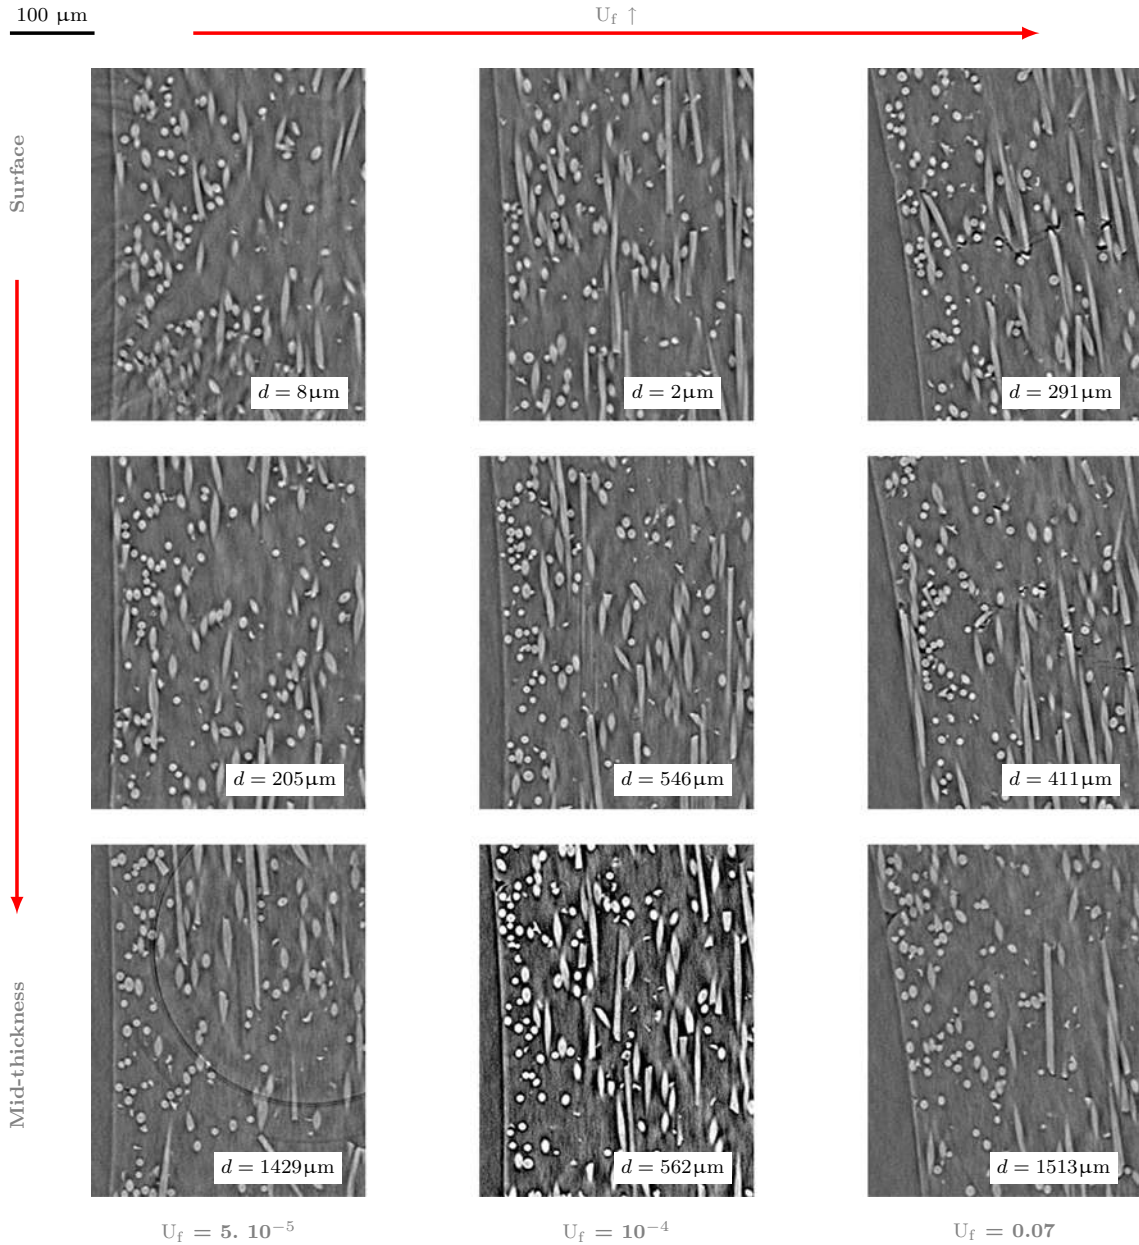 100 μm
U_f ↑
Surface
d = 8μm
d = 2μm
d = 291μm
d = 205μm
d = 546μm
d = 411μm
Mid-thickness
d = 1429μm
d = 562μm
d = 1513μm
U_f = 5. 10⁻⁵
U_f = 10⁻⁴
U_f = 0.07